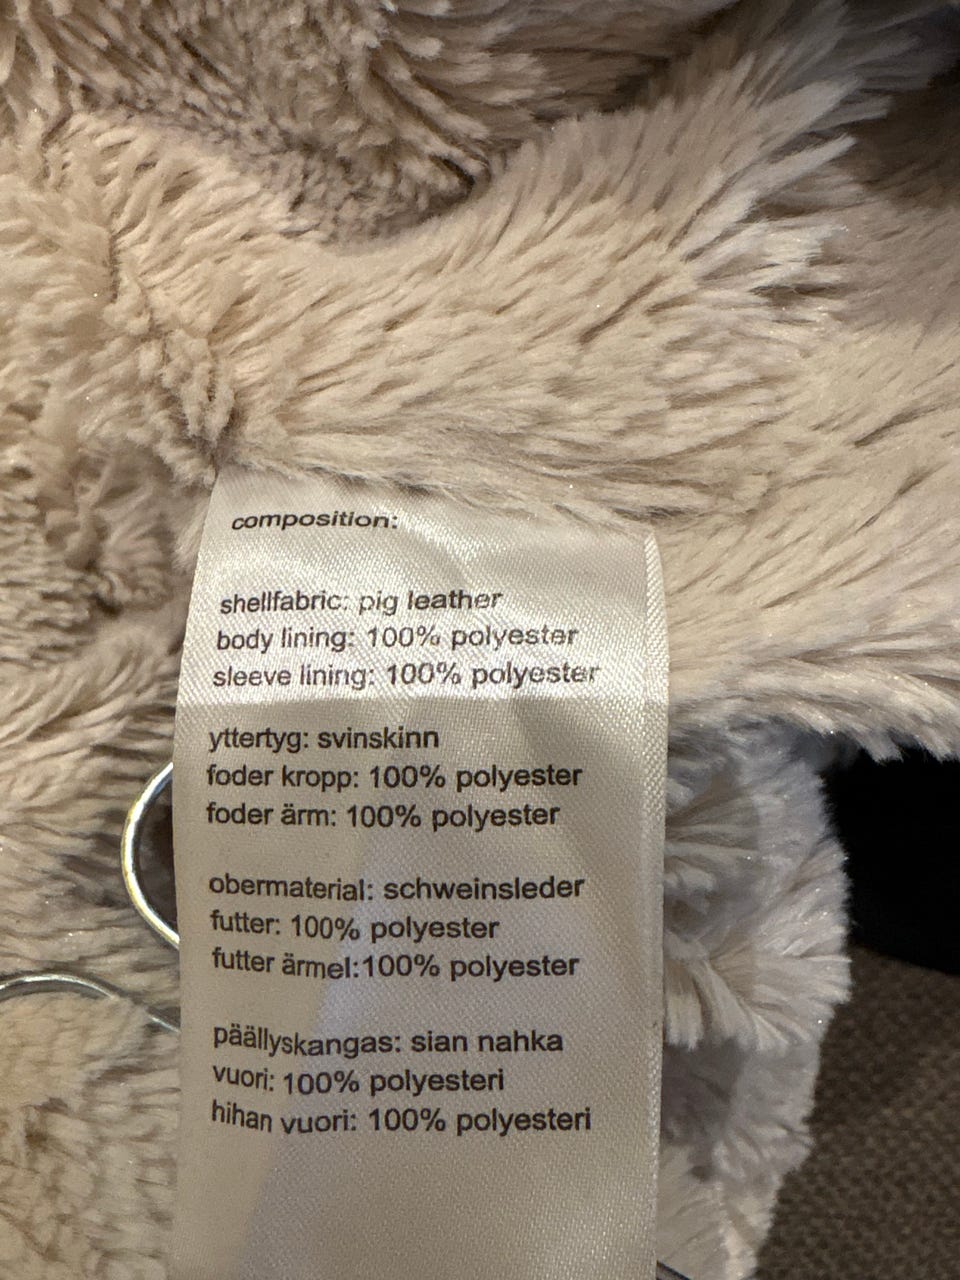 composition:
shellfabric: pig leather
body lining: 100% polyester
sleeve lining: 100% polyester
yttertyg: svinskinn
foder kropp: 100% polyester
foder ärm: 100% polyester
obermaterial: schweinsleder
futter: 100% polyester
futter ärmel:100% polyester
päällyskangas: sian nahka
vuori: 100% polyesteri
hihan vuori: 100% polyesteri